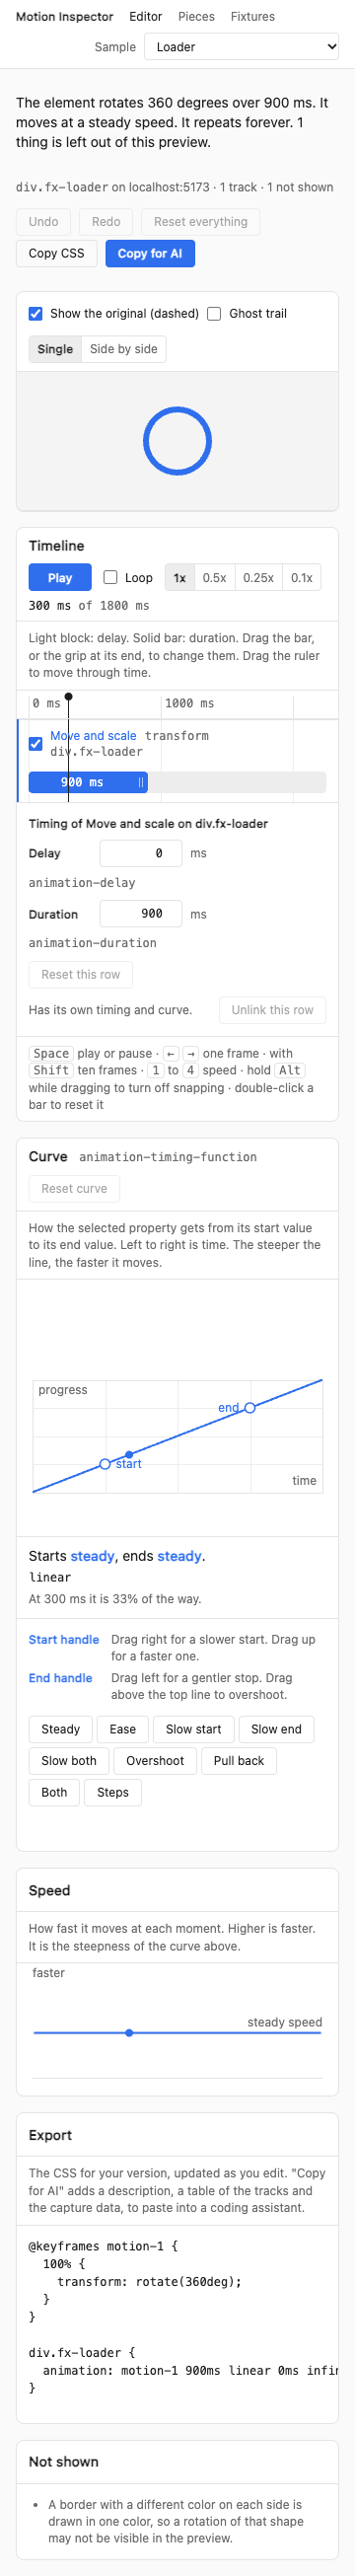 Motion Inspector Editor Pieces Fixtures
Sample Loader
The element rotates 360 degrees over 900 ms. It
moves at a steady speed. It repeats forever. 1
thing is left out of this preview.
div.fx-loader on localhost:5173 · 1 track · 1 not shown
Undo Redo Reset everything
Copy CSS Copy for AI
Show the original (dashed) Ghost trail
Single Side by side
Timeline
Play Loop 1x 0.5x 0.25x 0.1x
300 ms of 1800 ms
Light block: delay. Solid bar: duration. Drag the bar,
or the grip at its end, to change them. Drag the ruler
to move through time.
0 ms 1000 ms
Move and scale transform
div.fx-loader
900 ms
Timing of Move and scale on div.fx-loader
Delay 0 ms
animation-delay
Duration 900 ms
animation-duration
Reset this row
Has its own timing and curve. Unlink this row
Space play or pause · ← → one frame · with
Shift ten frames · 1 to 4 speed · hold Alt
while dragging to turn off snapping · double-click a
bar to reset it
Curve animation-timing-function
Reset curve
How the selected property gets from its start value
to its end value. Left to right is time. The steeper the
line, the faster it moves.
progress
end
start
time
Starts steady, ends steady.
linear
At 300 ms it is 33% of the way.
Start handle Drag right for a slower start. Drag up
for a faster one.
End handle Drag left for a gentler stop. Drag
above the top line to overshoot.
Steady Ease Slow start Slow end
Slow both Overshoot Pull back
Both Steps
Speed
How fast it moves at each moment. Higher is faster.
It is the steepness of the curve above.
faster
steady speed
Export
The CSS for your version, updated as you edit. "Copy
for AI" adds a description, a table of the tracks and
the capture data, to paste into a coding assistant.
@keyframes motion-1 {
100% {
transform: rotate(360deg);
}
}
div.fx-loader {
animation: motion-1 900ms linear 0ms infin
}
Not shown
• A border with a different color on each side is
drawn in one color, so a rotation of that shape
may not be visible in the preview.